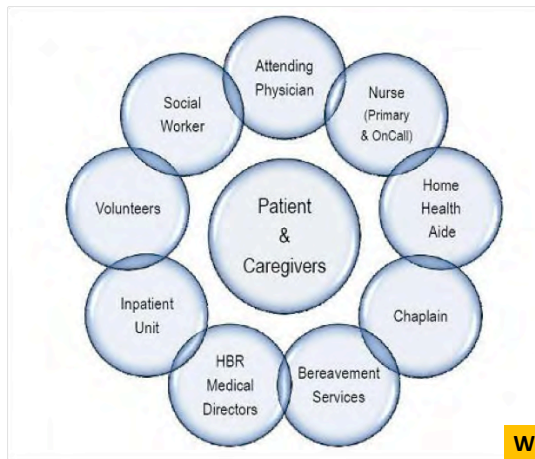 Attending
Physician
Nurse
(Primary
& OnCall)
Home
Health
Aide
Chaplain
Bereavement
Services
HBR
Medical
Directors
Inpatient
Unit
Volunteers
Social
Worker
Patient
&
Caregivers
W